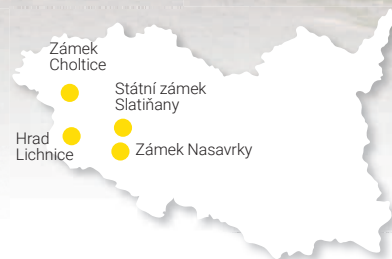 Zámek
Choltice
Státní zámek
Slatiňany
Hrad
Lichnice
Zámek Nasavrky